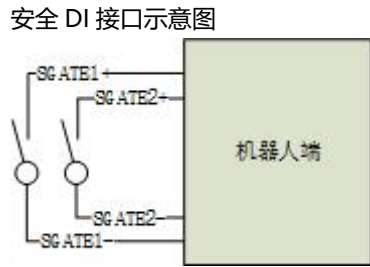 安全 DI 接口示意图
SGATE1+
SGATE2+
机器人端
SGATE2-
SGATE1-